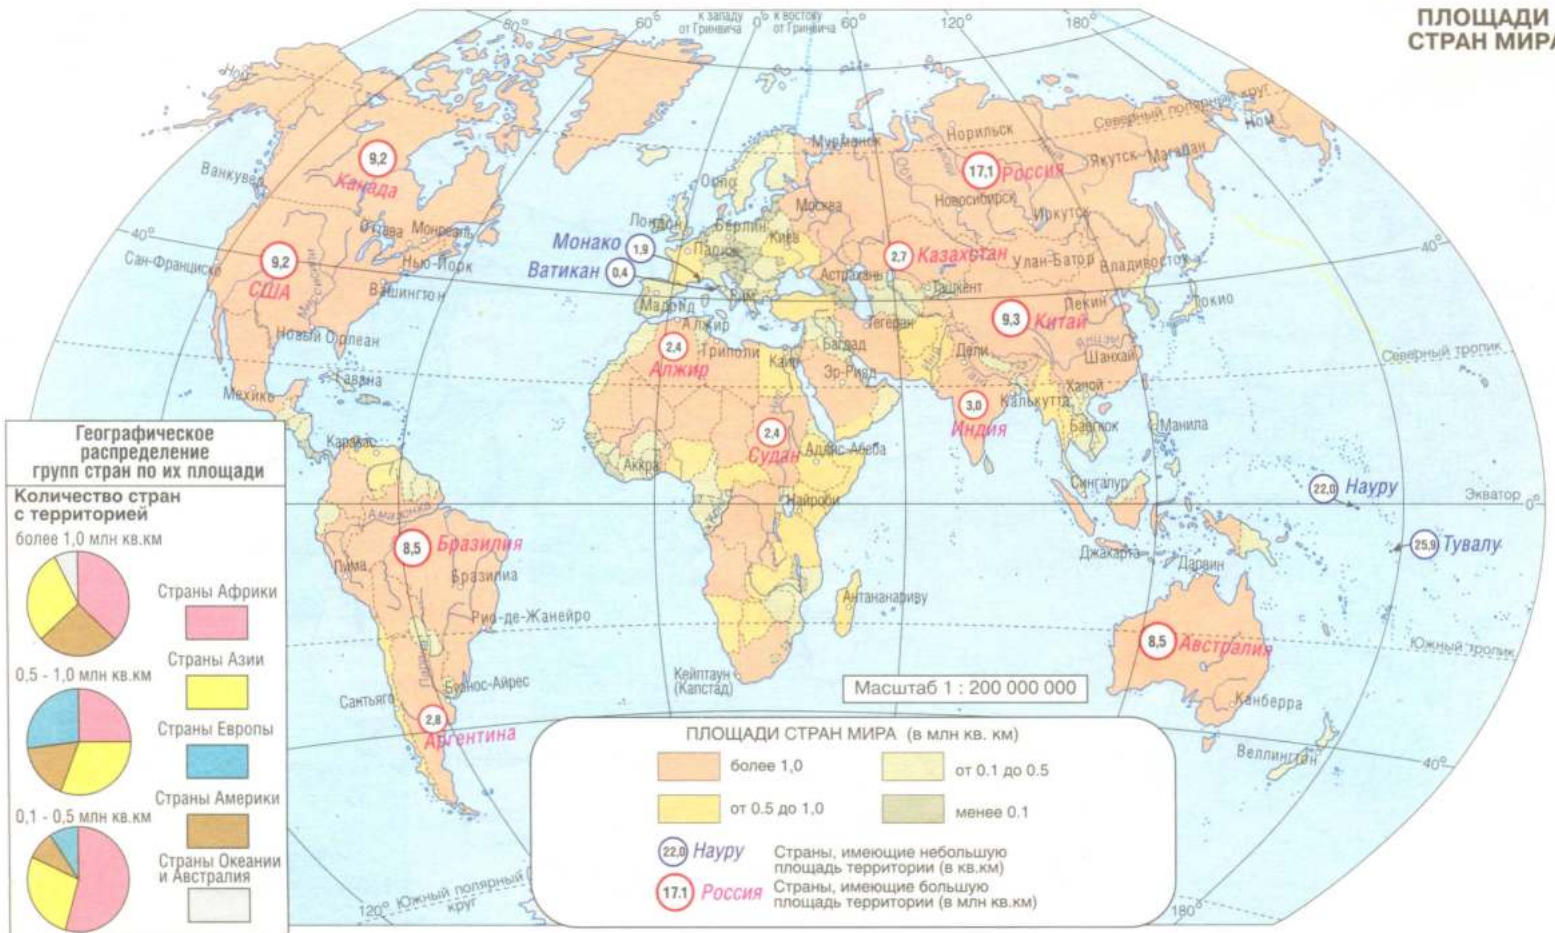 ПЛОЩАДИ
СТРАН МИРА
80°
60°
к западу
от Гринвича
0°
к востоку
от Гринвича
60°
120°
180°
Ном
Северный полярный круг
Ном
Мурманск
Норильск
Обь
Лена
Якутск
Магадан
9,2
Канада
17.1
Россия
Ванкувер
Осло
Москва
Новосибирск
Иркутск
40°
Оттава
Монреаль
Лондон
Берлин
Киев
40°
Монако
1,9
Париж
2,7
Казахстан
Улан-Батор
Владивосток
Сан-Франциско
9,2
США
Миссисипи
Нью-Йорк
Ватикан
0,4
Рим
Астрахань
Ташкент
Вашингтон
Мадрид
Пекин
Токио
Новый Орлеан
Алжир
Тегеран
9,3
Китай
2,4
Алжир
Триполи
Каир
Багдад
Дели
Янцзы
Шанхай
Северный тропик
Инд
Ганг
Нил
Эр-Рияд
Мехико
Гавана
3,0
Индия
Калькутта
Ханой
2,4
Судан
Аддис-Абеба
Бангкок
Манила
Каракас
Аккра
Сингапур
22,0
Науру
Экватор
0°
Найроби
Конго
Амазонка
25,9
Тувалу
8,5
Бразилия
Джакарта
Дарвин
Лима
Бразилиа
Антананариву
Рио-де-Жанейро
8,5
Австралия
Южный тропик
Парана
Кейптаун
(Капстад)
Сантьяго
Буэнос-Айрес
Масштаб 1 : 200 000 000
Канберра
2,8
Аргентина
Веллингтон
40°
Южный полярный
круг
120°
180°
Географическое
распределение
групп стран по их площади
Количество стран
с территорией
более 1,0 млн кв.км
Страны Африки
Страны Азии
0.5 - 1,0 млн кв.км
Страны Европы
Страны Америки
0,1 - 0,5 млн кв.км
Страны Океании
и Австралия
ПЛОЩАДИ СТРАН МИРА (в млн кв. км)
более 1,0
от 0.1 до 0.5
от 0.5 до 1,0
менее 0.1
22,0 Науру Страны, имеющие небольшую
площадь территории (в кв.км)
17.1 Россия Страны, имеющие большую
площадь территории (в млн кв.км)